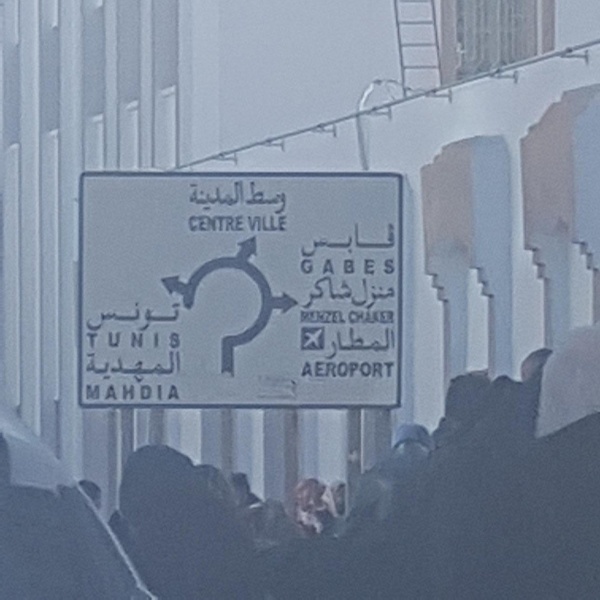 وسط المدينة
CENTRE VILLE
قابس
GABES
منزل شاكر
MENZEL CHAKER
المطار
AEROPORT
تونس
TUNIS
المهدية
MAHDIA